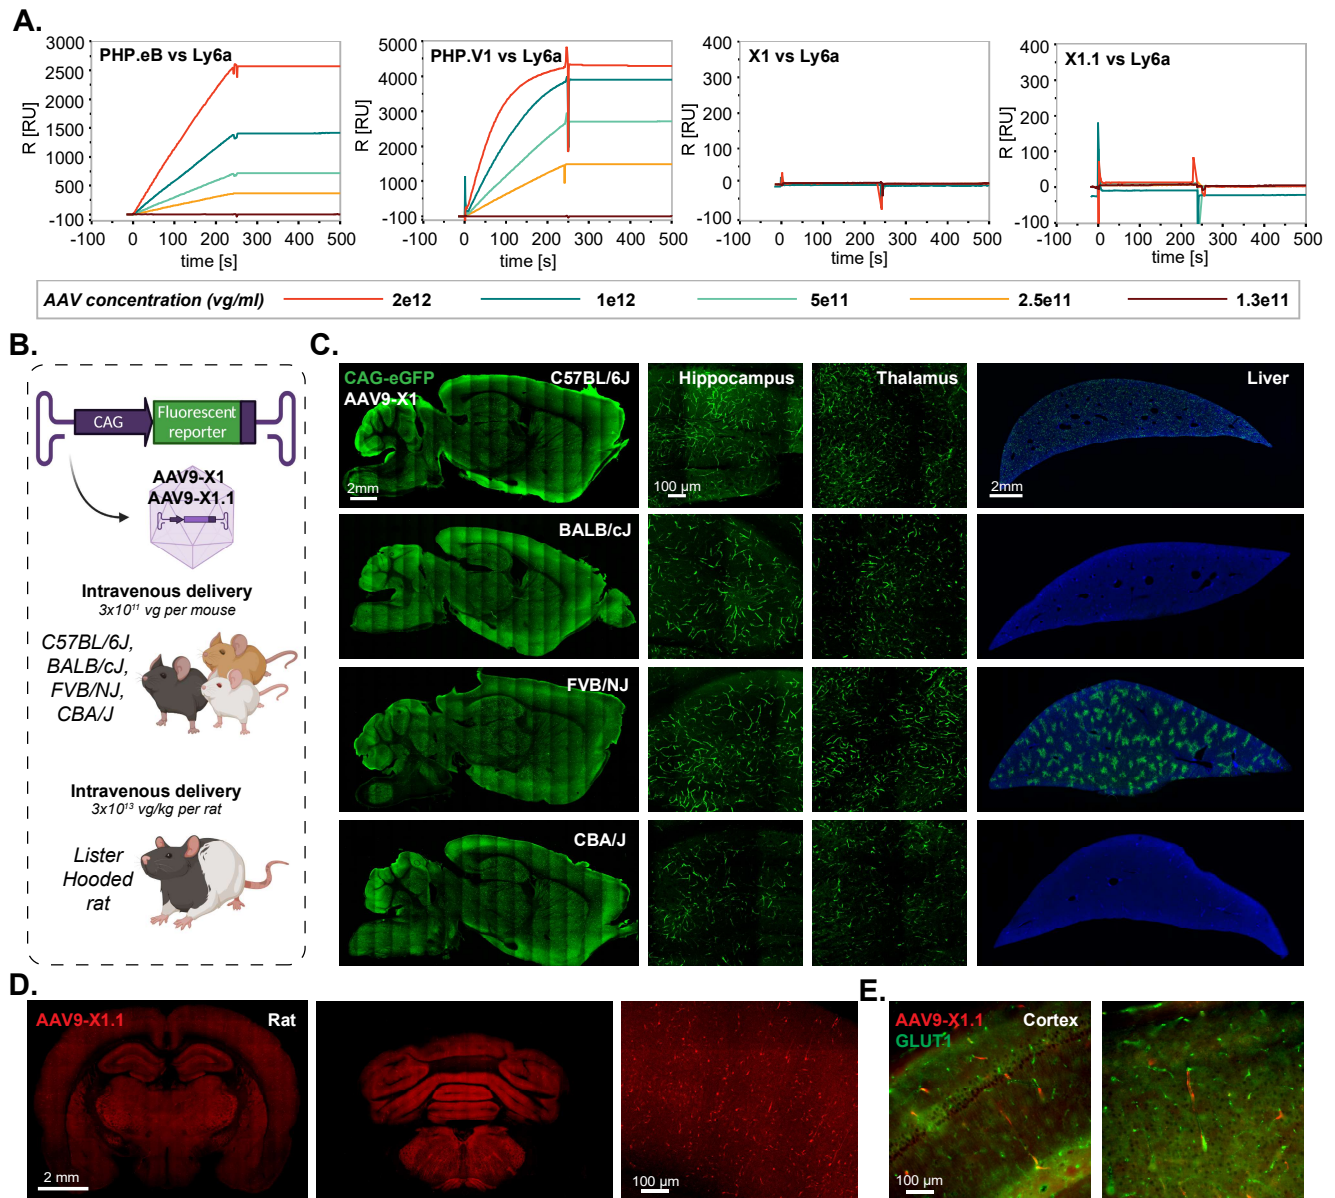 A.
PHP.eB vs Ly6a
3000
2500
2000
1500
1000
500
-100
R [RU]
-100 0 100 200 300 400 500
time [s]
PHP.V1 vs Ly6a
5000
4000
3000
2000
1000
-100
R [RU]
-100 0 100 200 300 400 500
time [s]
X1 vs Ly6a
400
300
200
100
0
-100
R [RU]
-100 0 100 200 300 400 500
time [s]
X1.1 vs Ly6a
400
300
200
100
0
-100
R [RU]
-100 0 100 200 300 400 500
time [s]
AAV concentration (vg/ml) 2e12 1e12 5e11 2.5e11 1.3e11
B.
CAG
Fluorescent
reporter
AAV9-X1
AAV9-X1.1
Intravenous delivery
3x10¹¹ vg per mouse
C57BL/6J,
BALB/cJ,
FVB/NJ,
CBA/J
Intravenous delivery
3x10¹³ vg/kg per rat
Lister
Hooded
rat
C.
CAG-eGFP C57BL/6J
AAV9-X1
2mm
Hippocampus
100 µm
Thalamus
Liver
2mm
BALB/cJ
FVB/NJ
CBA/J
D.
AAV9-X1.1 Rat
2 mm
100 µm
E.
AAV9-X1.1 Cortex
GLUT1
100 µm